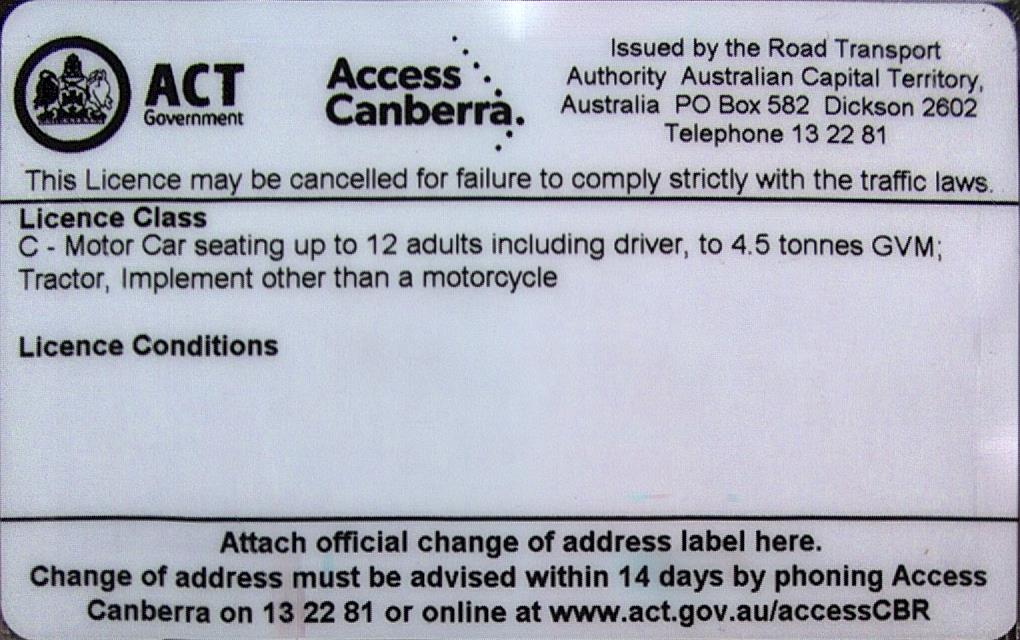 ACT
Government
Access
Canberra.
Issued by the Road Transport
Authority Australian Capital Territory,
Australia PO Box 582 Dickson 2602
Telephone 13 22 81
This Licence may be cancelled for failure to comply strictly with the traffic laws.
Licence Class
C - Motor Car seating up to 12 adults including driver, to 4.5 tonnes GVM;
Tractor, Implement other than a motorcycle
Licence Conditions
Attach official change of address label here.
Change of address must be advised within 14 days by phoning Access
Canberra on 13 22 81 or online at www.act.gov.au/accessCBR